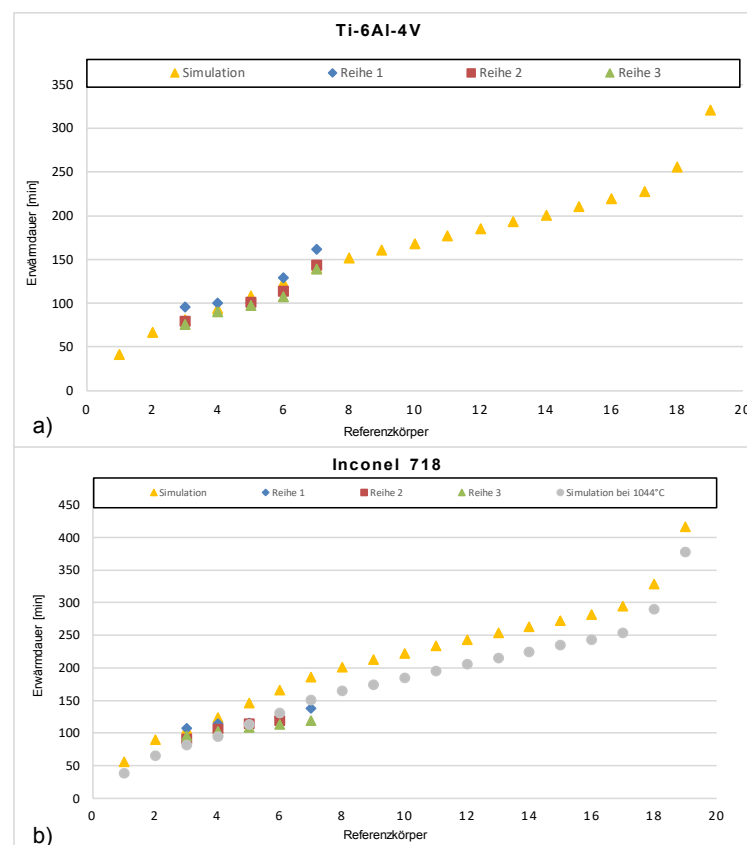 Ti-6Al-4V
Simulation Reihe 1 Reihe 2 Reihe 3
350
300
250
200
150
100
50
0
Erwärmdauer [min]
0 2 4 6 8 10 12 14 16 18 20
Referenzkörper
a)
Inconel 718
Simulation Reihe 1 Reihe 2 Reihe 3 Simulation bei 1044°C
450
400
350
300
250
200
150
100
50
0
Erwärmdauer [min]
0 2 4 6 8 10 12 14 16 18 20
Referenzkörper
b)